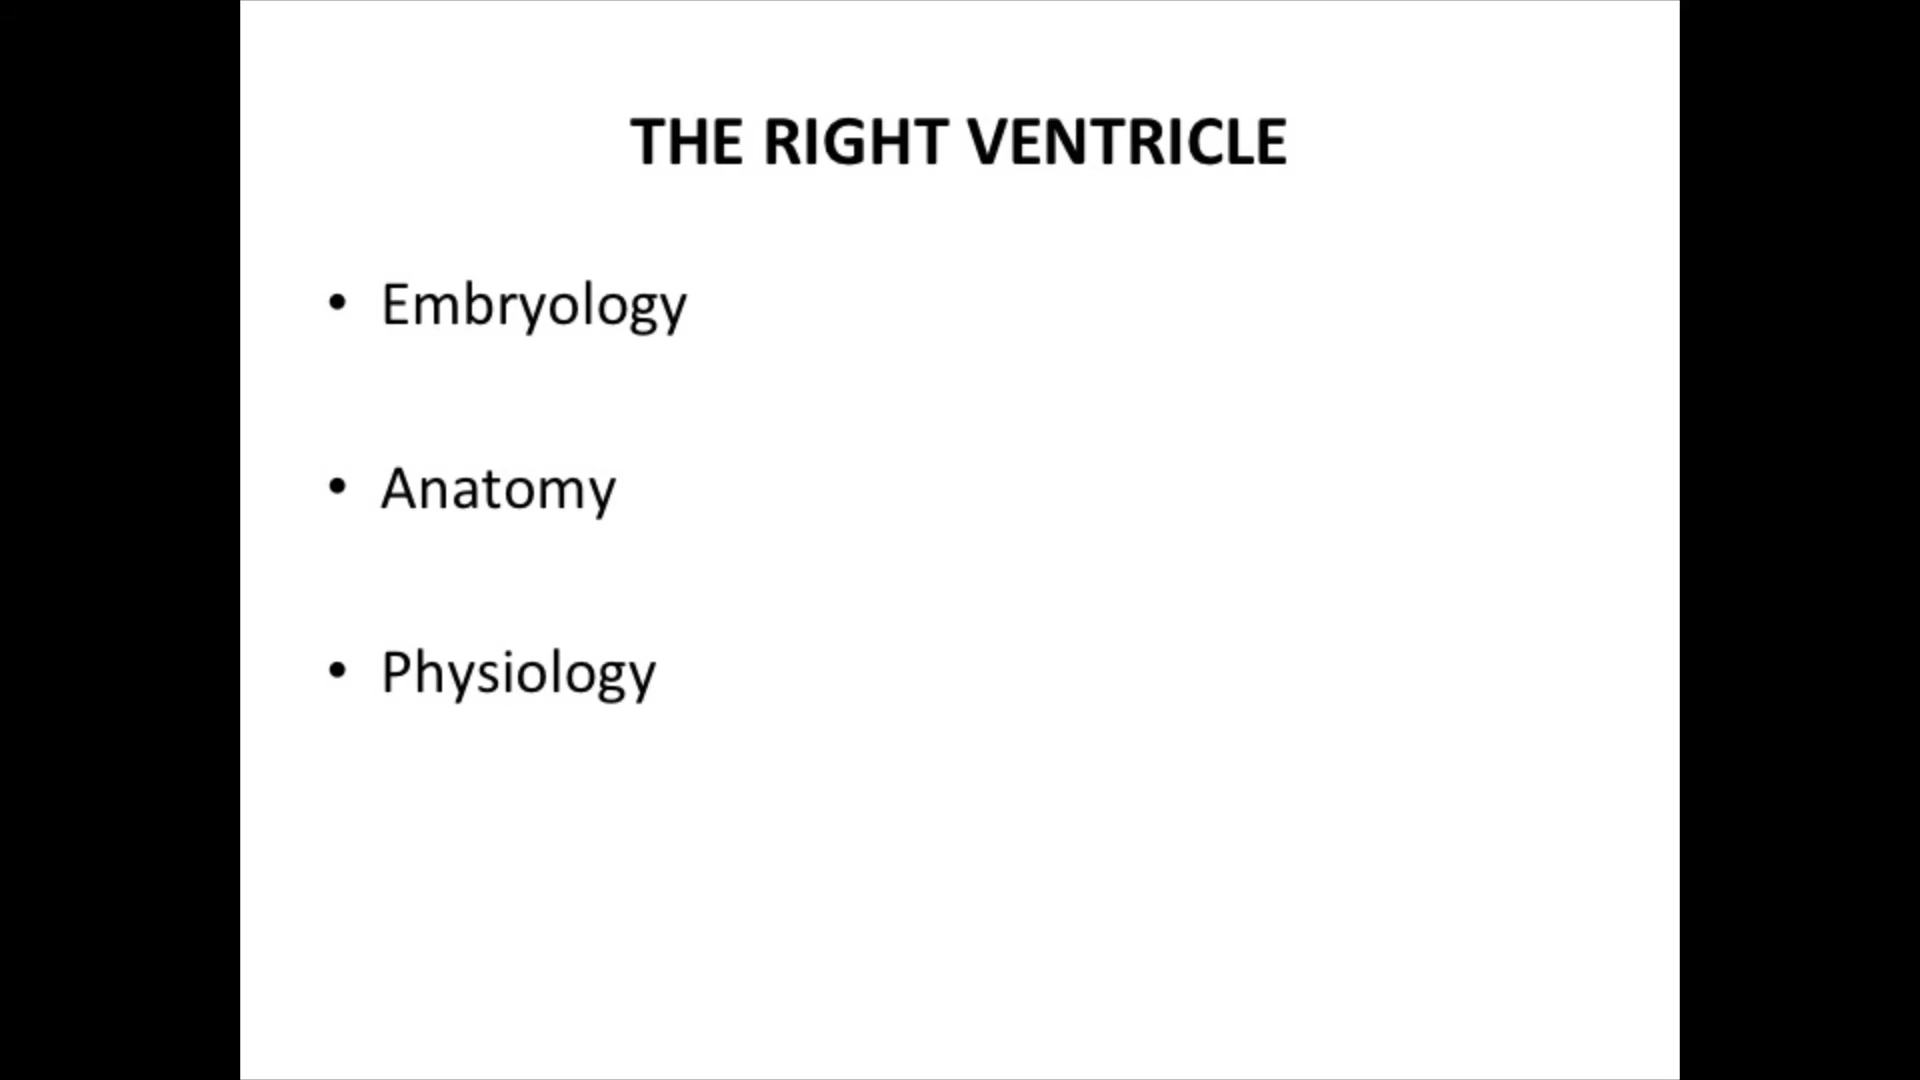 THE RIGHT VENTRICLE
• Embryology
• Anatomy
• Physiology